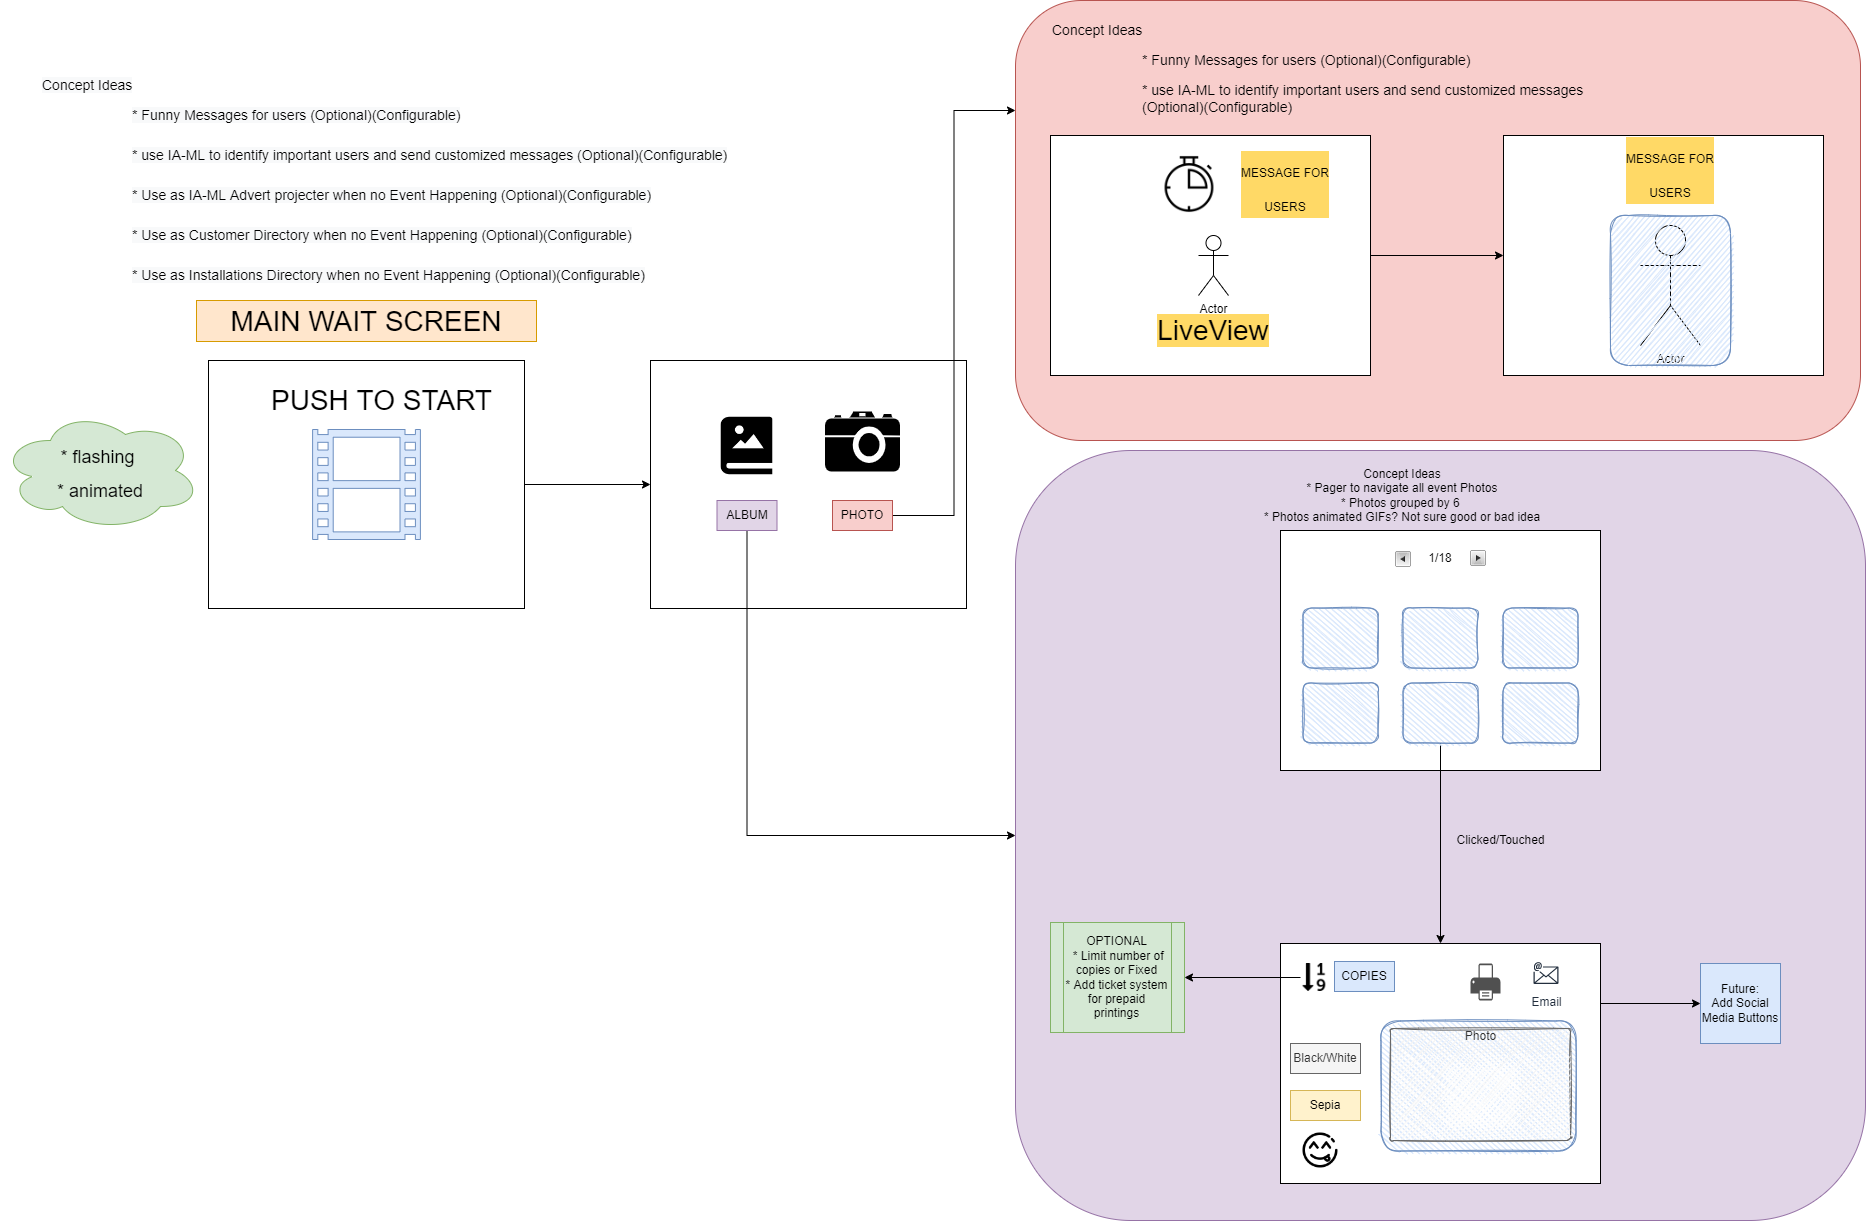 Concept Ideas
* Funny Messages for users (Optional)(Configurable)
* use IA-ML to identify important users and send customized messages (Optional)(Configurable)
* Use as IA-ML Advert projecter when no Event Happening (Optional)(Configurable)
* Use as Customer Directory when no Event Happening (Optional)(Configurable)
* Use as Installations Directory when no Event Happening (Optional)(Configurable)
MAIN WAIT SCREEN
PUSH TO START
* flashing
* animated
ALBUM
PHOTO
Concept Ideas
* Funny Messages for users (Optional)(Configurable)
* use IA-ML to identify important users and send customized messages
(Optional)(Configurable)
MESSAGE FOR
USERS
Actor
LiveView
MESSAGE FOR
USERS
Actor
Concept Ideas
* Pager to navigate all event Photos
* Photos grouped by 6
* Photos animated GIFs? Not sure good or bad idea
1/18
Clicked/Touched
OPTIONAL
* Limit number of
copies or Fixed
* Add ticket system
for prepaid
printings
1
9
COPIES
Email
Photo
Black/White
Sepia
Future:
Add Social
Media Buttons